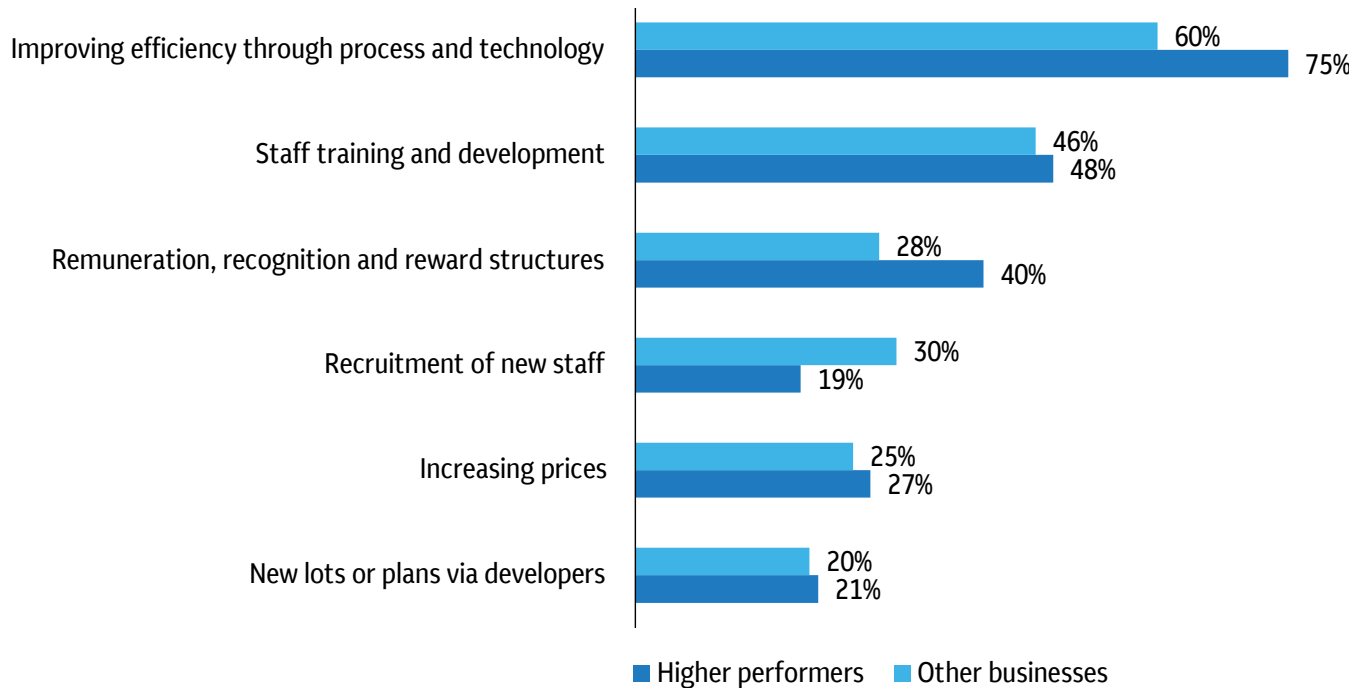 Improving efficiency through process and technology
60%
75%
Staff training and development
46%
48%
Remuneration, recognition and reward structures
28%
40%
Recruitment of new staff
30%
19%
Increasing prices
25%
27%
New lots or plans via developers
20%
21%
Higher performers
Other businesses